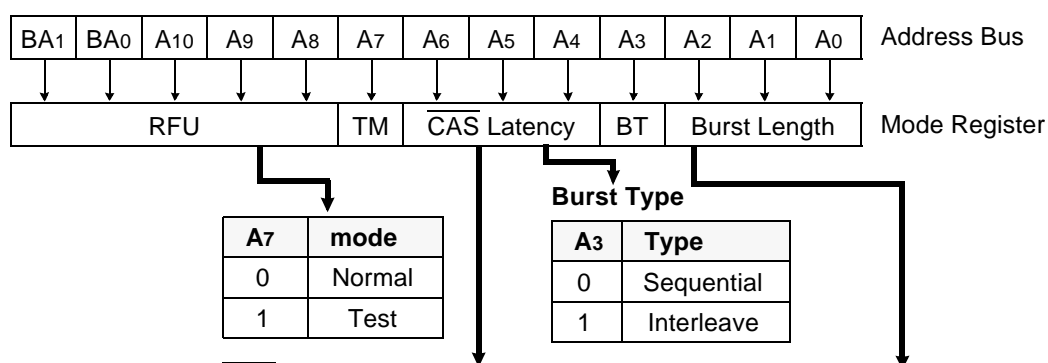 BA1 BA0 A10 A9 A8 A7 A6 A5 A4 A3 A2 A1 A0 Address Bus
RFU TM CAS Latency BT Burst Length Mode Register
Burst Type
A7 mode
0 Normal
1 Test
A3 Type
0 Sequential
1 Interleave